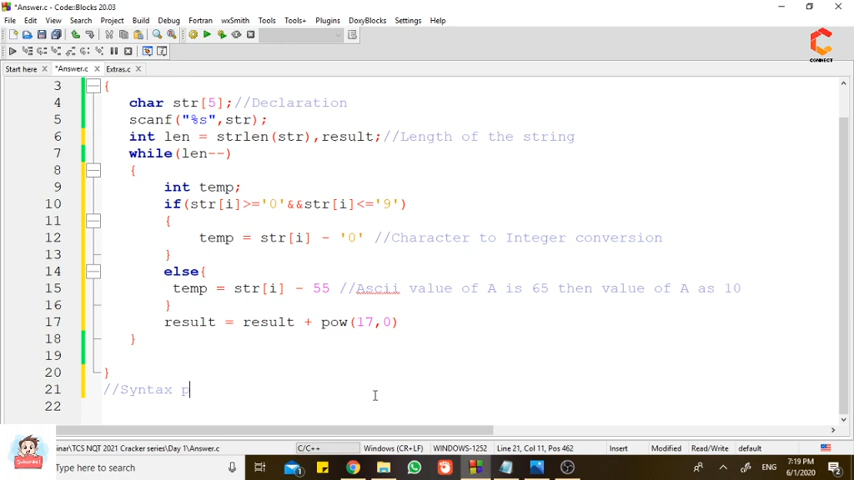 *Answer.c - Code::Blocks 20.03
File Edit View Search Project Build Debug Fortran wxSmith Tools Tools+ Plugins DoxyBlocks Settings Help
CONNECT
Start here *Answer.c Extras.c
3 {
4 char str[5];//Declaration
5 scanf("%s",str);
6 int len = strlen(str),result;//Length of the string
7 while(len--)
8 {
9 int temp;
10 if(str[i]>='0'&&str[i]<='9')
11 {
12 temp = str[i] - '0' //Character to Integer conversion
13 }
14 else{
15 temp = str[i] - 55 //Ascii value of A is 65 then value of A as 10
16 }
17 result = result + pow(17,0)
18 }
19
20 }
21 //Syntax p
22
inar\TCS NQT 2021 Cracker series\Day 1\Answer.c C/C++ Windows (CR+LF) WINDOWS-1252 Line 21, Col 11, Pos 462 Insert Modified Read/Write default
Subscribe!
Type here to search
ENG
7:19 PM
6/1/2020
2